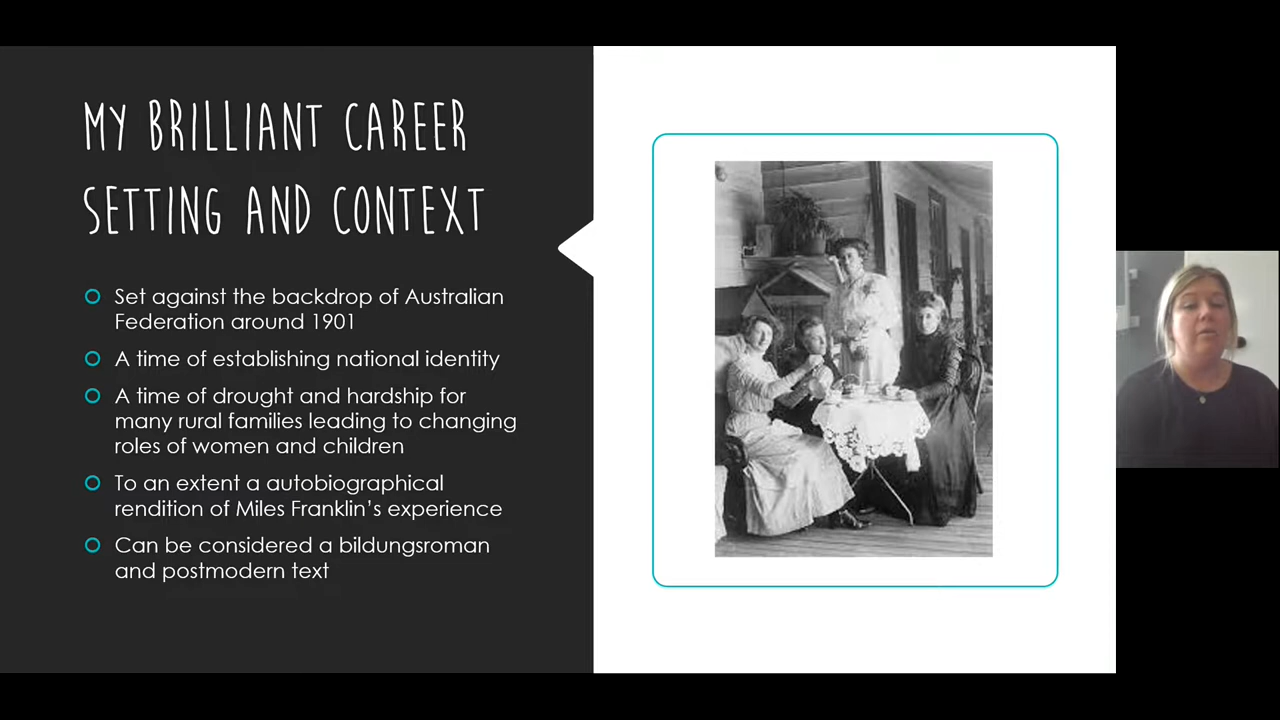 MY BRILLIANT CAREER
SETTING AND CONTEXT
Set against the backdrop of Australian
Federation around 1901
A time of establishing national identity
A time of drought and hardship for
many rural families leading to changing
roles of women and children
To an extent a autobiographical
rendition of Miles Franklin's experience
Can be considered a bildungsroman
and postmodern text